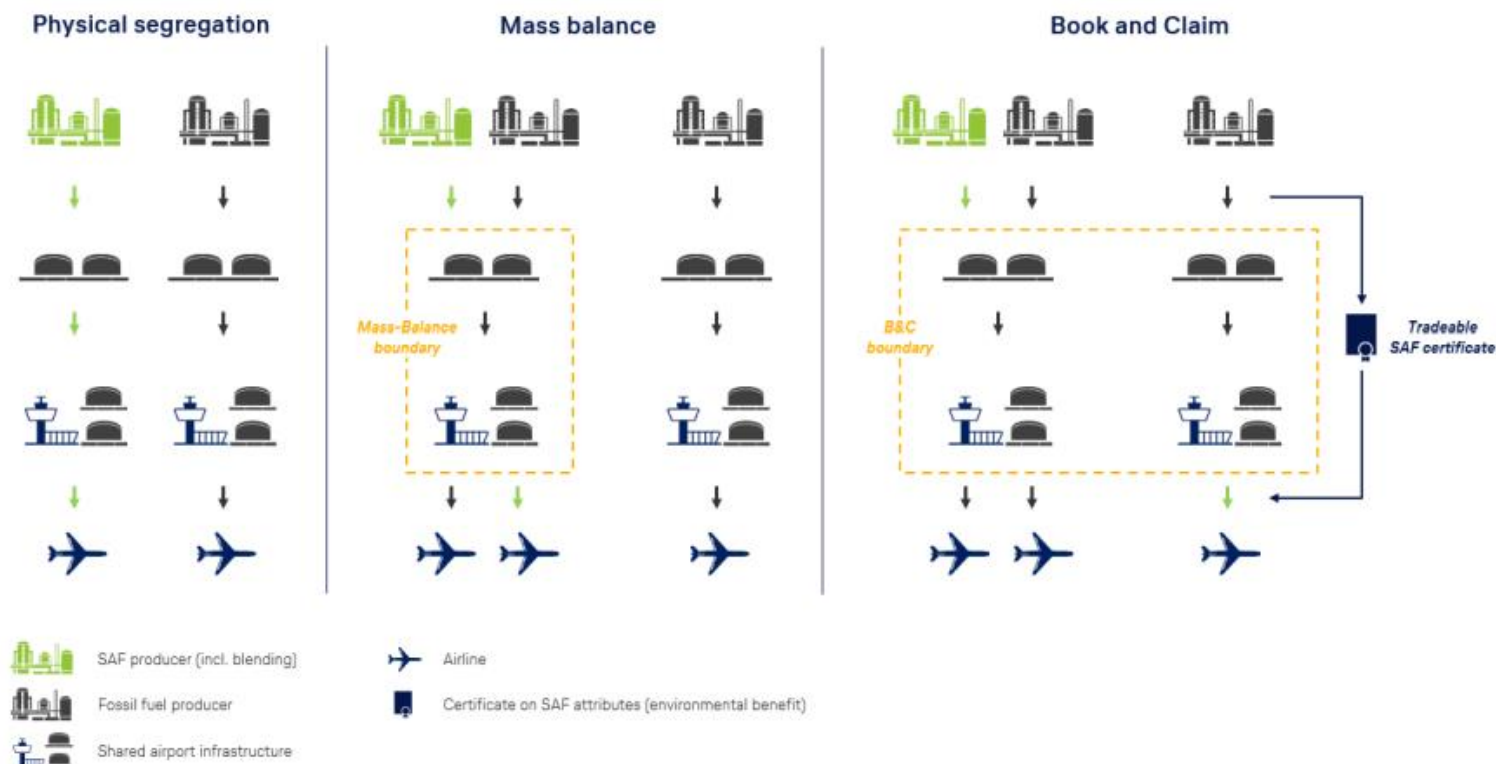 Physical segregation
Mass balance
Book and Claim
Mass-Balance
boundary
B&C
boundary
Tradeable
SAF certificate
SAF producer (incl. blending)
Fossil fuel producer
Shared airport infrastructure
Airline
Certificate on SAF attributes (environmental benefit)